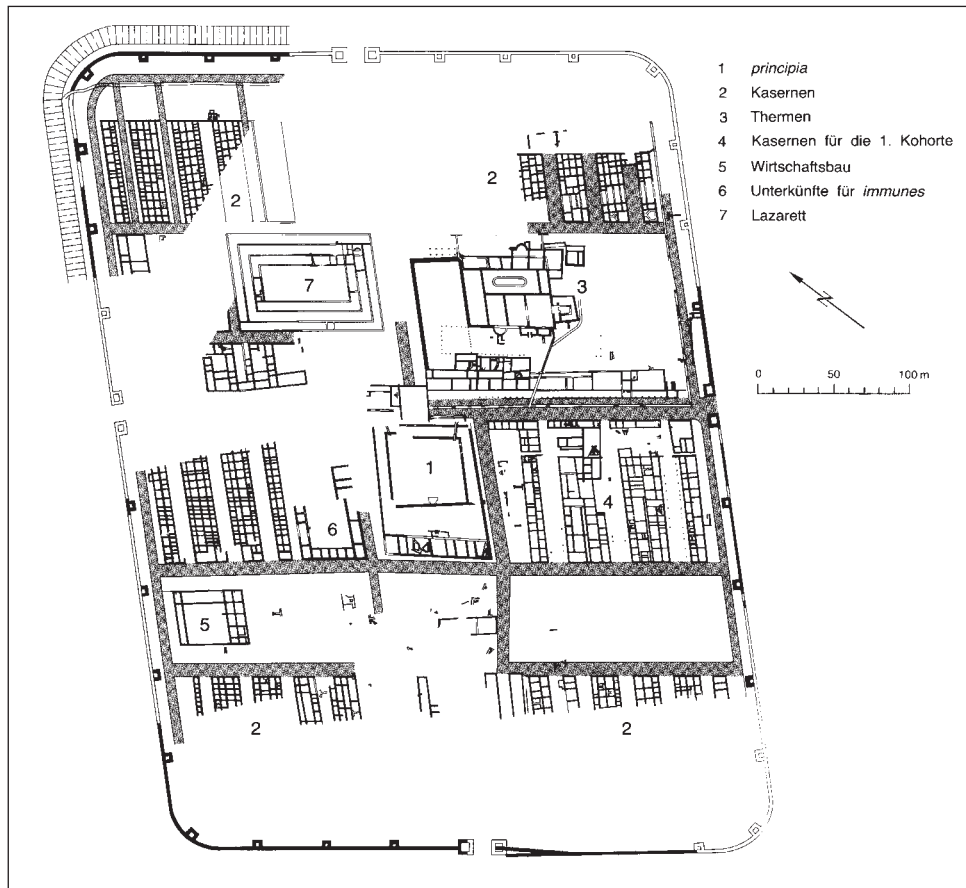 1 principia
2 Kasernen
3 Thermen
4 Kasernen für die 1. Kohorte
5 Wirtschaftsbau
6 Unterkünfte für immunes
7 Lazarett
N
0 50 100 m
2
2
7
3
1
4
6
5
2
2